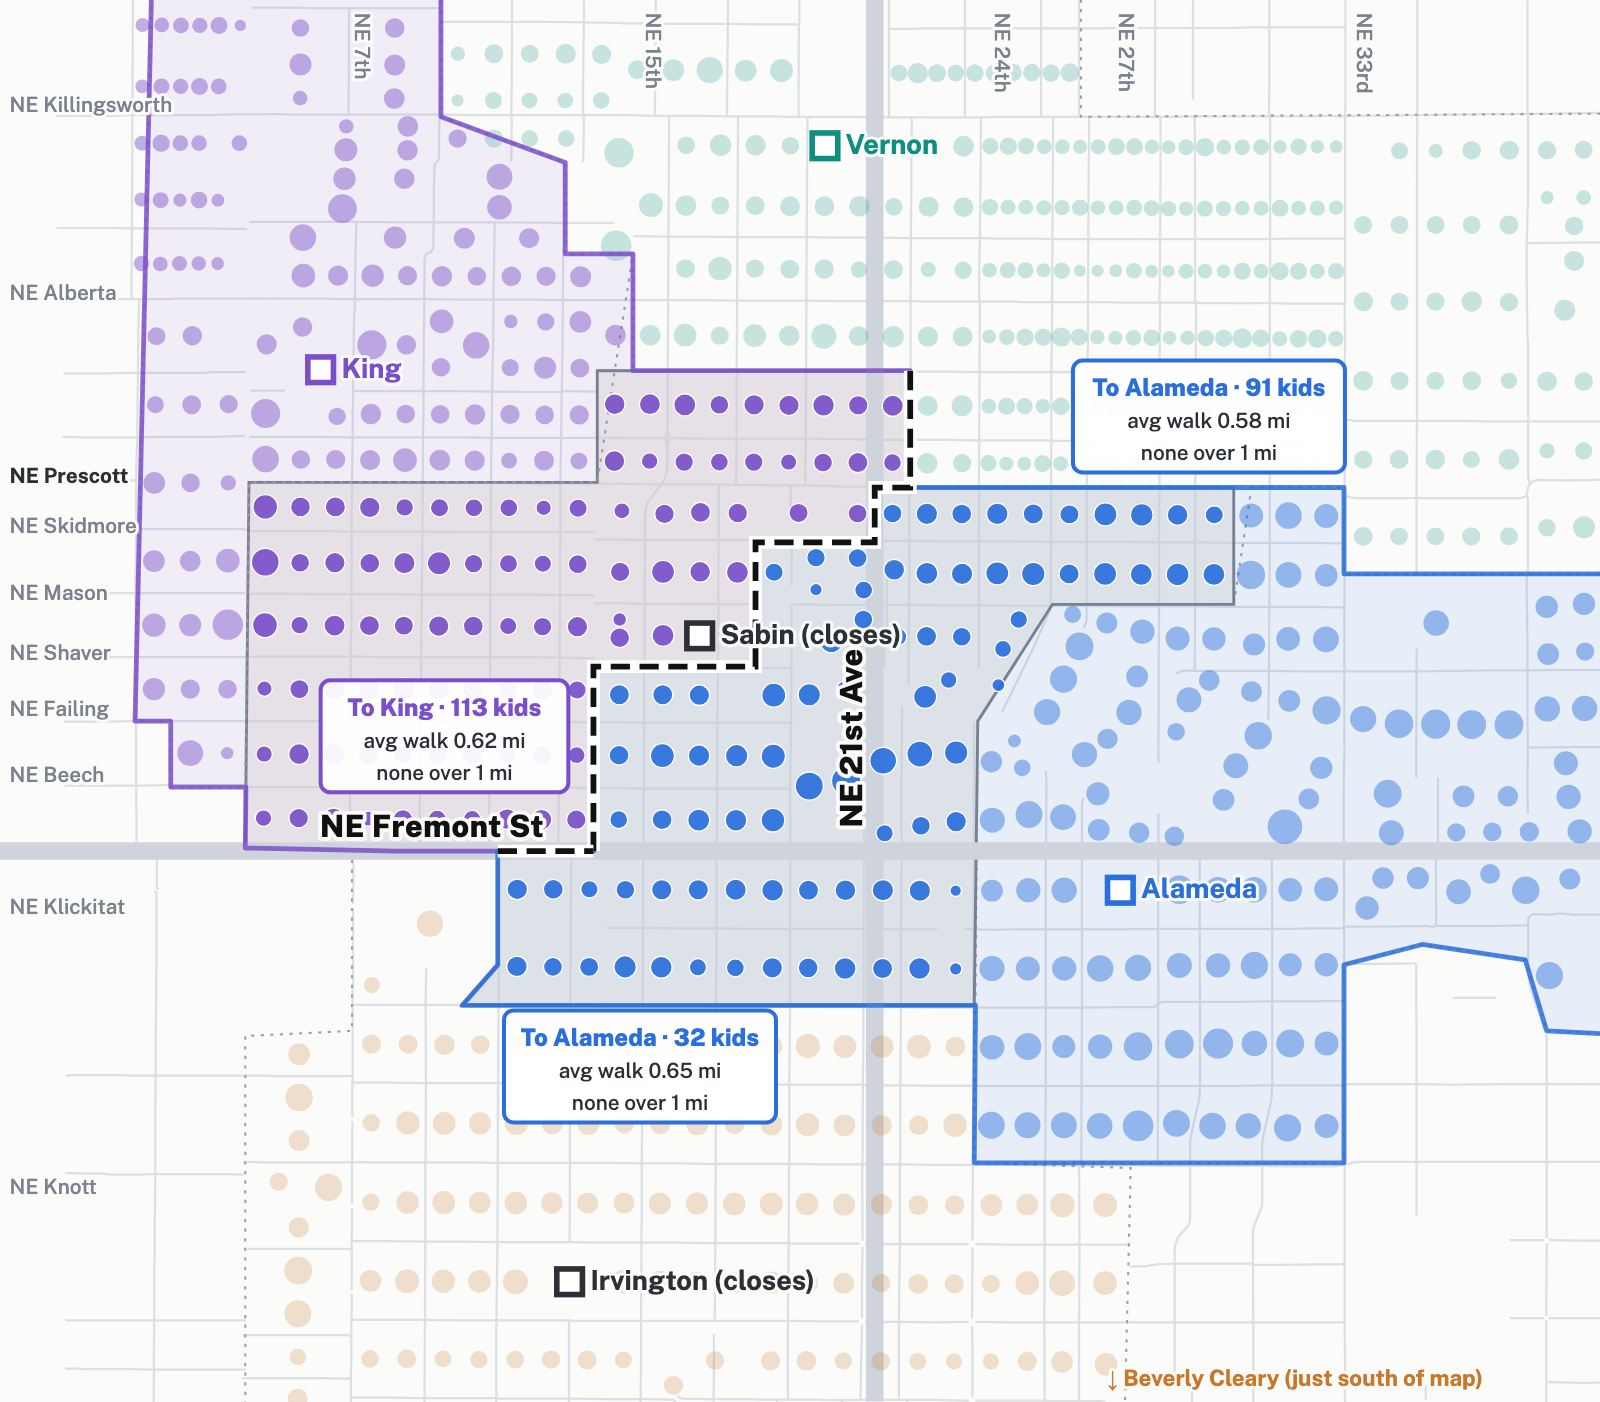 NE 7th
NE 15th
NE 24th
NE 27th
NE 33rd
NE Killingsworth
Vernon
NE Alberta
King
To Alameda · 91 kids
avg walk 0.58 mi
none over 1 mi
NE Prescott
NE Skidmore
NE Mason
Sabin (closes)
NE Shaver
NE Failing
To King · 113 kids
avg walk 0.62 mi
none over 1 mi
NE 21st Ave
NE Beech
NE Fremont St
Alameda
NE Klickitat
To Alameda · 32 kids
avg walk 0.65 mi
none over 1 mi
NE Knott
Irvington (closes)
↓ Beverly Cleary (just south of map)